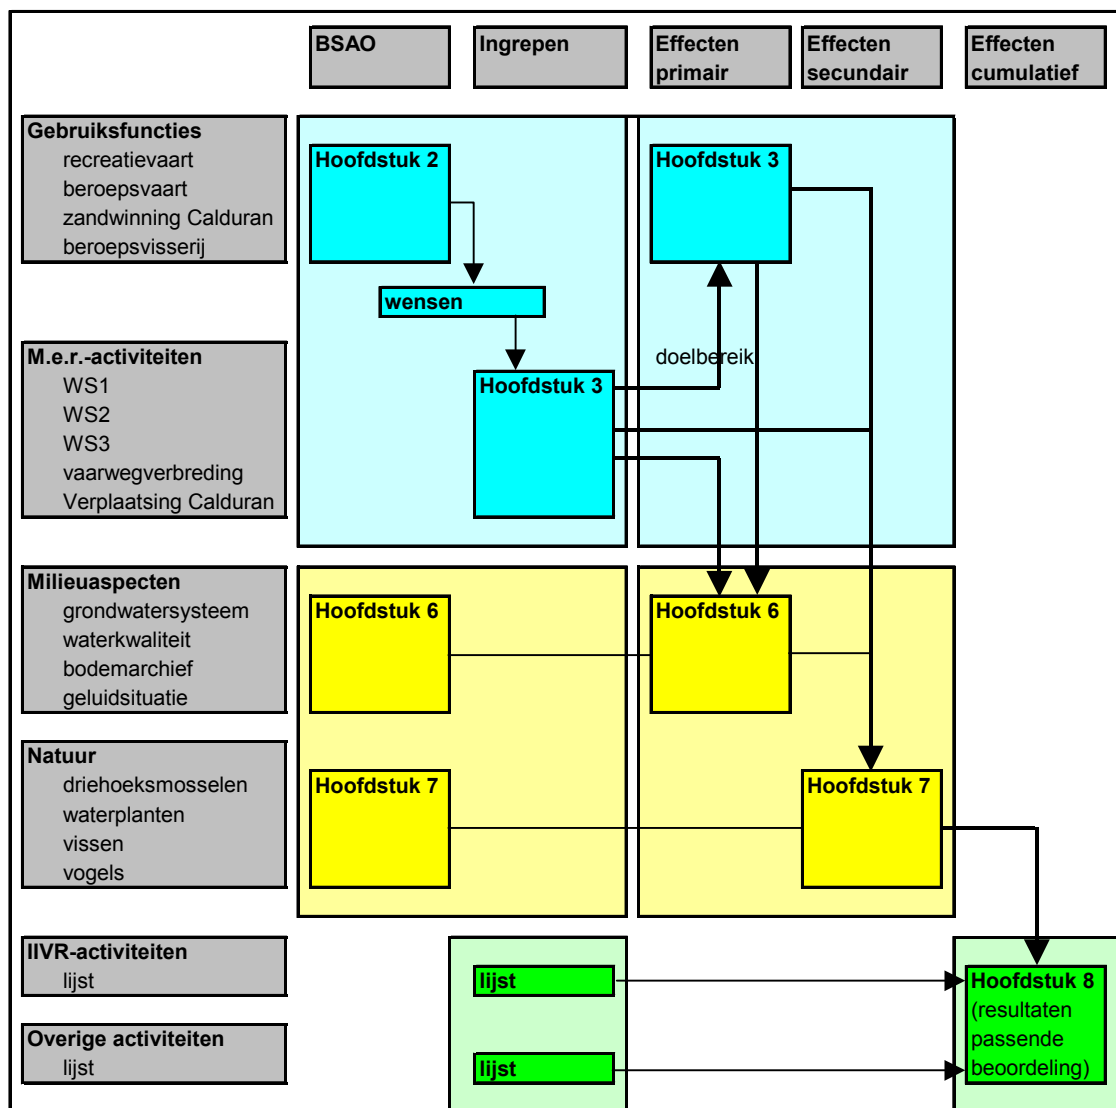 BSAO
Ingrepen
Effecten
primair
Effecten
secundair
Effecten
cumulatief
Gebruiksfuncties
recreatievaart
beroepsvaart
zandwinning Calduran
beroepsvisserij
Hoofdstuk 2
Hoofdstuk 3
wensen
M.e.r.-activiteiten
WS1
WS2
WS3
vaarwegverbreding
Verplaatsing Calduran
doelbereik
Hoofdstuk 3
Milieuaspecten
grondwatersysteem
waterkwaliteit
bodemarchief
geluidsituatie
Hoofdstuk 6
Hoofdstuk 6
Natuur
driehoeksmosselen
waterplanten
vissen
vogels
Hoofdstuk 7
Hoofdstuk 7
IIVR-activiteiten
lijst
lijst
Hoofdstuk 8
(resultaten
passende
beoordeling)
Overige activiteiten
lijst
lijst